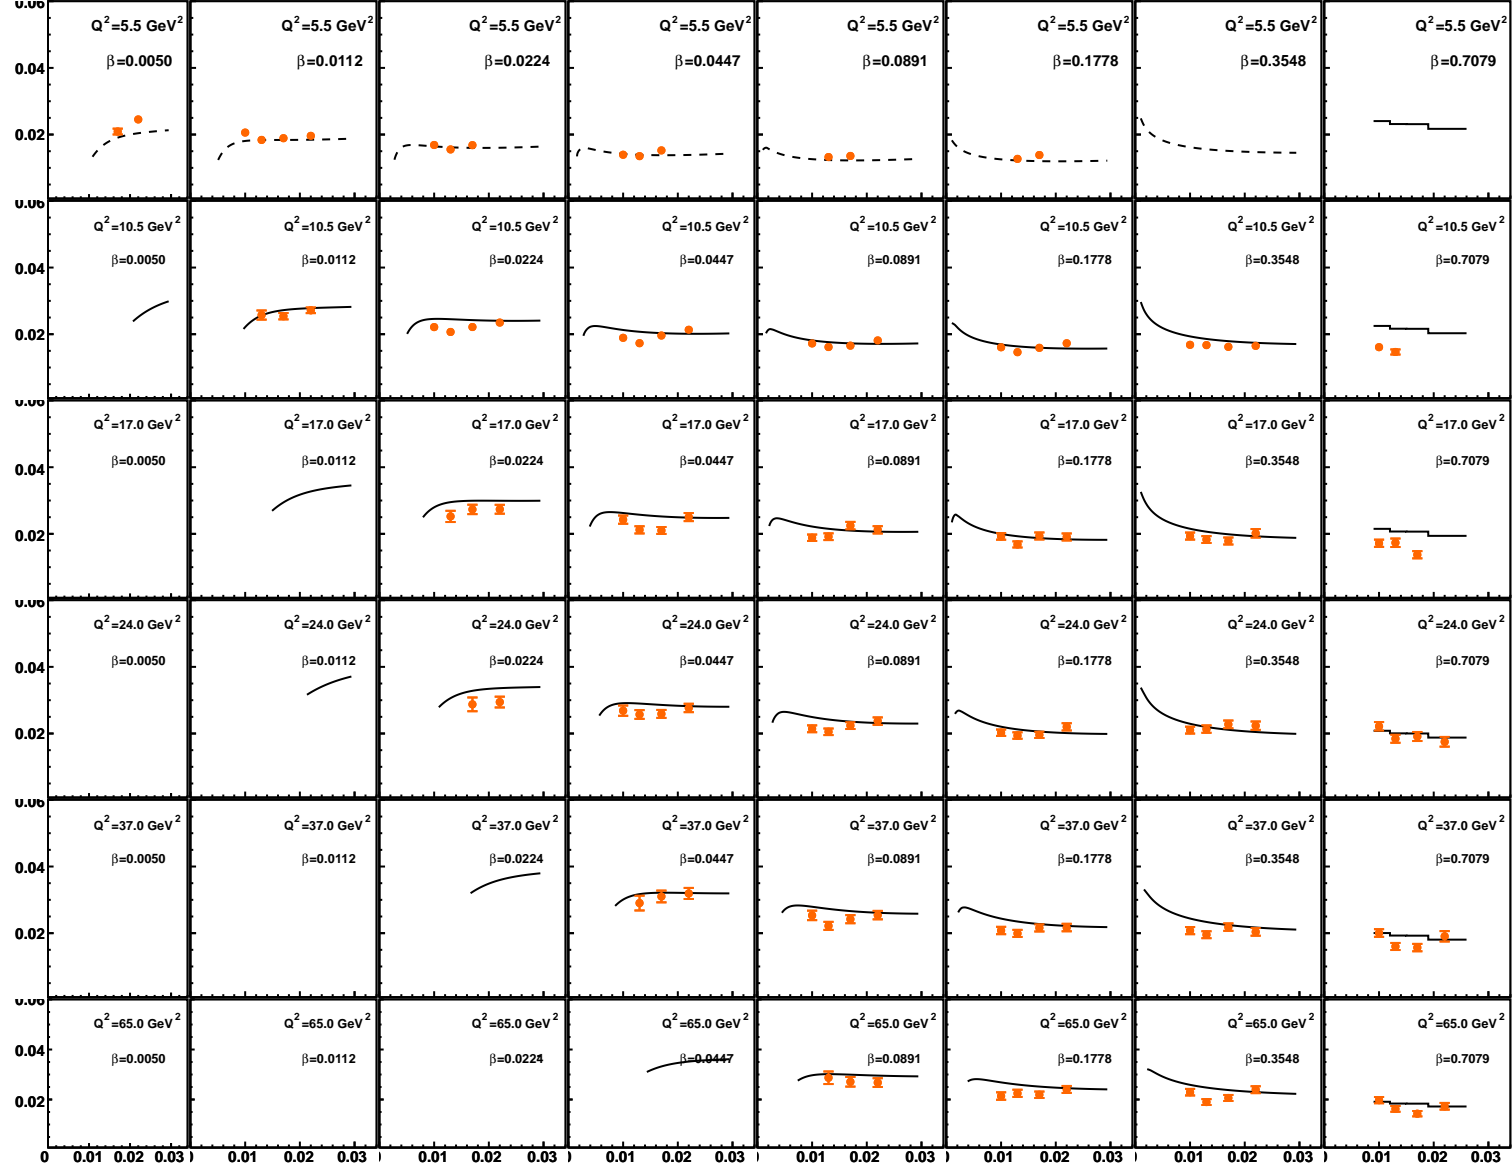 0.06
Q²=5.5 GeV² Q²=5.5 GeV² Q²=5.5 GeV² Q²=5.5 GeV² Q²=5.5 GeV² Q²=5.5 GeV² Q²=5.5 GeV² Q²=5.5 GeV²
β=0.0050 β=0.0112 β=0.0224 β=0.0447 β=0.0891 β=0.1778 β=0.3548 β=0.7079
0.04
0.02
0.06
Q²=10.5 GeV² Q²=10.5 GeV² Q²=10.5 GeV² Q²=10.5 GeV² Q²=10.5 GeV² Q²=10.5 GeV² Q²=10.5 GeV² Q²=10.5 GeV²
β=0.0050 β=0.0112 β=0.0224 β=0.0447 β=0.0891 β=0.1778 β=0.3548 β=0.7079
0.04
0.02
0.06
Q²=17.0 GeV² Q²=17.0 GeV² Q²=17.0 GeV² Q²=17.0 GeV² Q²=17.0 GeV² Q²=17.0 GeV² Q²=17.0 GeV² Q²=17.0 GeV²
β=0.0050 β=0.0112 β=0.0224 β=0.0447 β=0.0891 β=0.1778 β=0.3548 β=0.7079
0.04
0.02
0.06
Q²=24.0 GeV² Q²=24.0 GeV² Q²=24.0 GeV² Q²=24.0 GeV² Q²=24.0 GeV² Q²=24.0 GeV² Q²=24.0 GeV² Q²=24.0 GeV²
β=0.0050 β=0.0112 β=0.0224 β=0.0447 β=0.0891 β=0.1778 β=0.3548 β=0.7079
0.04
0.02
0.06
Q²=37.0 GeV² Q²=37.0 GeV² Q²=37.0 GeV² Q²=37.0 GeV² Q²=37.0 GeV² Q²=37.0 GeV² Q²=37.0 GeV² Q²=37.0 GeV²
β=0.0050 β=0.0112 β=0.0224 β=0.0447 β=0.0891 β=0.1778 β=0.3548 β=0.7079
0.04
0.02
0.06
Q²=65.0 GeV² Q²=65.0 GeV² Q²=65.0 GeV² Q²=65.0 GeV² Q²=65.0 GeV² Q²=65.0 GeV² Q²=65.0 GeV² Q²=65.0 GeV²
β=0.0050 β=0.0112 β=0.0224 β=0.0447 β=0.0891 β=0.1778 β=0.3548 β=0.7079
0.04
0.02
0 0.01 0.02 0.03 0.01 0.02 0.03 0.01 0.02 0.03 0.01 0.02 0.03 0.01 0.02 0.03 0.01 0.02 0.03 0.01 0.02 0.03 0.01 0.02 0.03